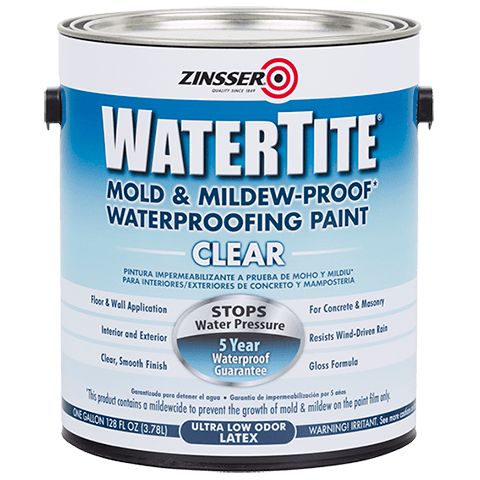 ZINSSER
QUALITY SINCE 1849
WATERTITE®
MOLD & MILDEW-PROOF*
WATERPROOFING PAINT
CLEAR
PINTURA IMPERMEABILIZANTE A PRUEBA DE MOHO Y MILDIU*
PARA INTERIORES/EXTERIORES DE CONCRETO Y MAMPOSTERIA
Floor & Wall Application
Interior and Exterior
Clear, Smooth Finish
STOPS
Water Pressure
5 Year
Waterproof
Guarantee
For Concrete & Masonry
Resists Wind-Driven Rain
Gloss Formula
Garantizada para detener el agua • Garantía de impermeabilización por 5 años
*This product contains a mildewcide to prevent the growth of mold & mildew on the paint film only.
ONE GALLON 128 FL OZ (3.78L)
ULTRA LOW ODOR
LATEX
WARNING! IRRITANT. See more cautions